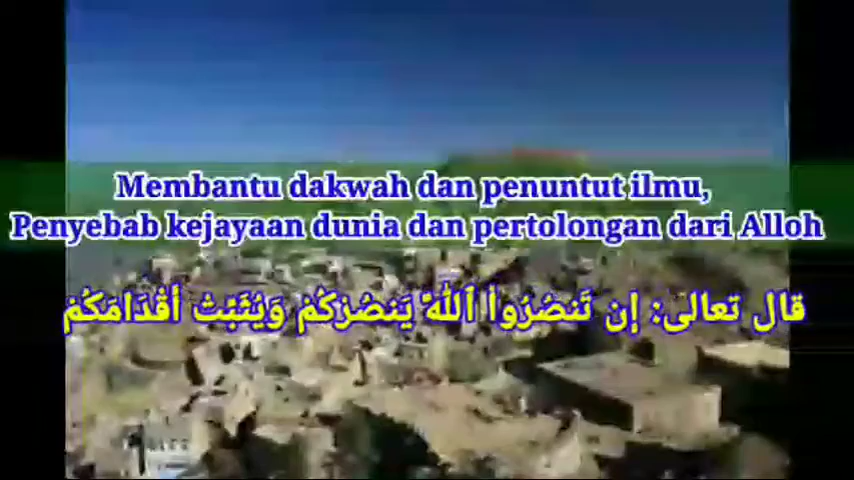 Membantu dakwah dan penuntut ilmu,
Penyebab kejayaan dunia dan pertolongan dari Alloh
قال تعالى: إن تَنصُرُوا۟ ٱللَّهَ يَنصُرْكُمْ وَيُثَبِّتْ أَقْدَامَكُمْ